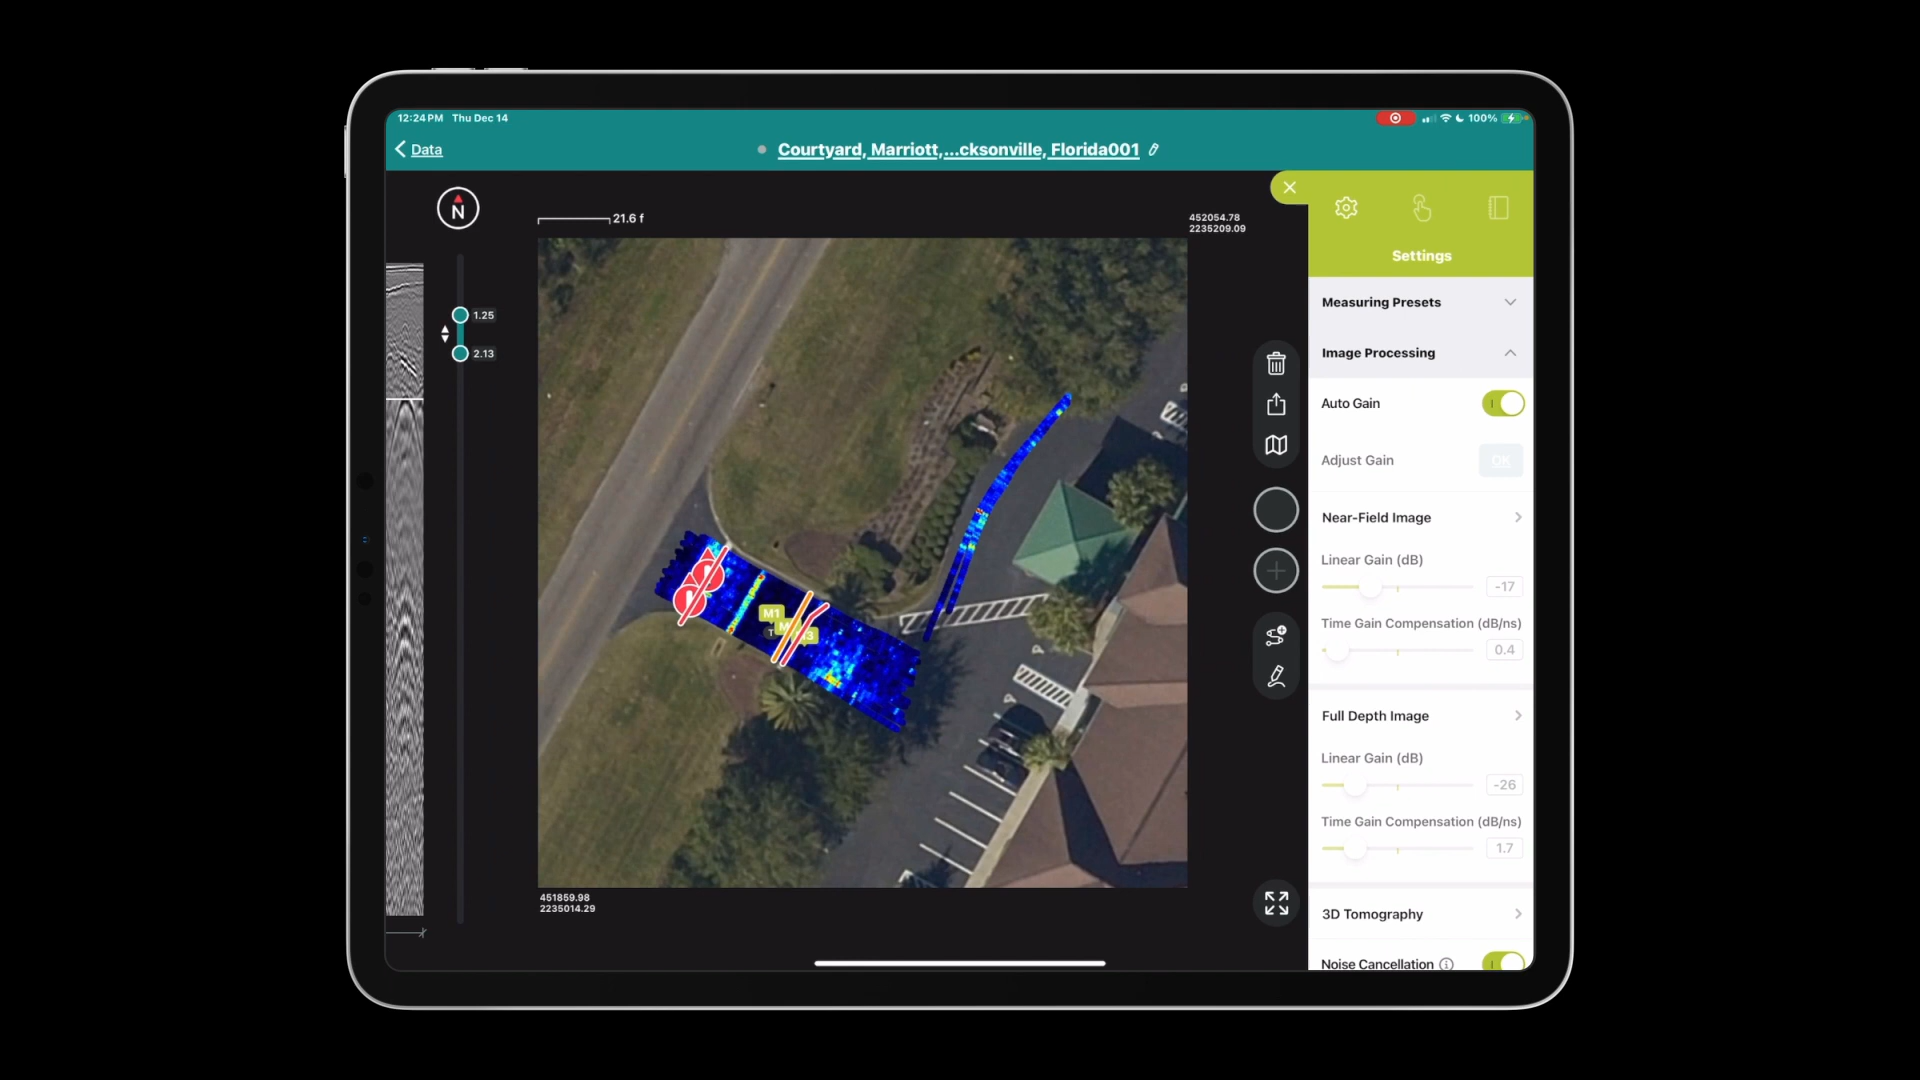 12:24 PM Thu Dec 14
100%
Data
Courtyard, Marriott,...cksonville, Florida001
N
21.6 f
452054.78
2235209.09
1.25
2.13
M1
T
451859.98
2235014.29
Settings
Measuring Presets
Image Processing
Auto Gain
Adjust Gain
OK
Near-Field Image
Linear Gain (dB)
-17
Time Gain Compensation (dB/ns)
0.4
Full Depth Image
Linear Gain (dB)
-26
Time Gain Compensation (dB/ns)
1.7
3D Tomography
Noise Cancellation